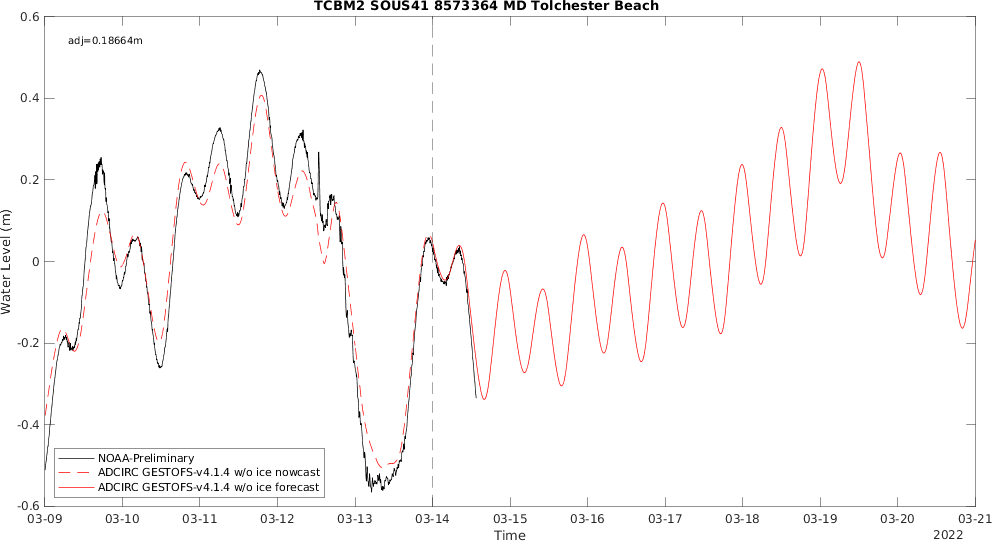 TCBM2 SOUS41 8573364 MD Tolchester Beach
adj=0.18664m
0.6
0.4
0.2
0
-0.2
-0.4
-0.6
Water Level (m)
NOAA-Preliminary
ADCIRC GESTOFS-v4.1.4 w/o ice nowcast
ADCIRC GESTOFS-v4.1.4 w/o ice forecast
03-09 03-10 03-11 03-12 03-13 03-14 03-15 03-16 03-17 03-18 03-19 03-20 03-21
Time
2022